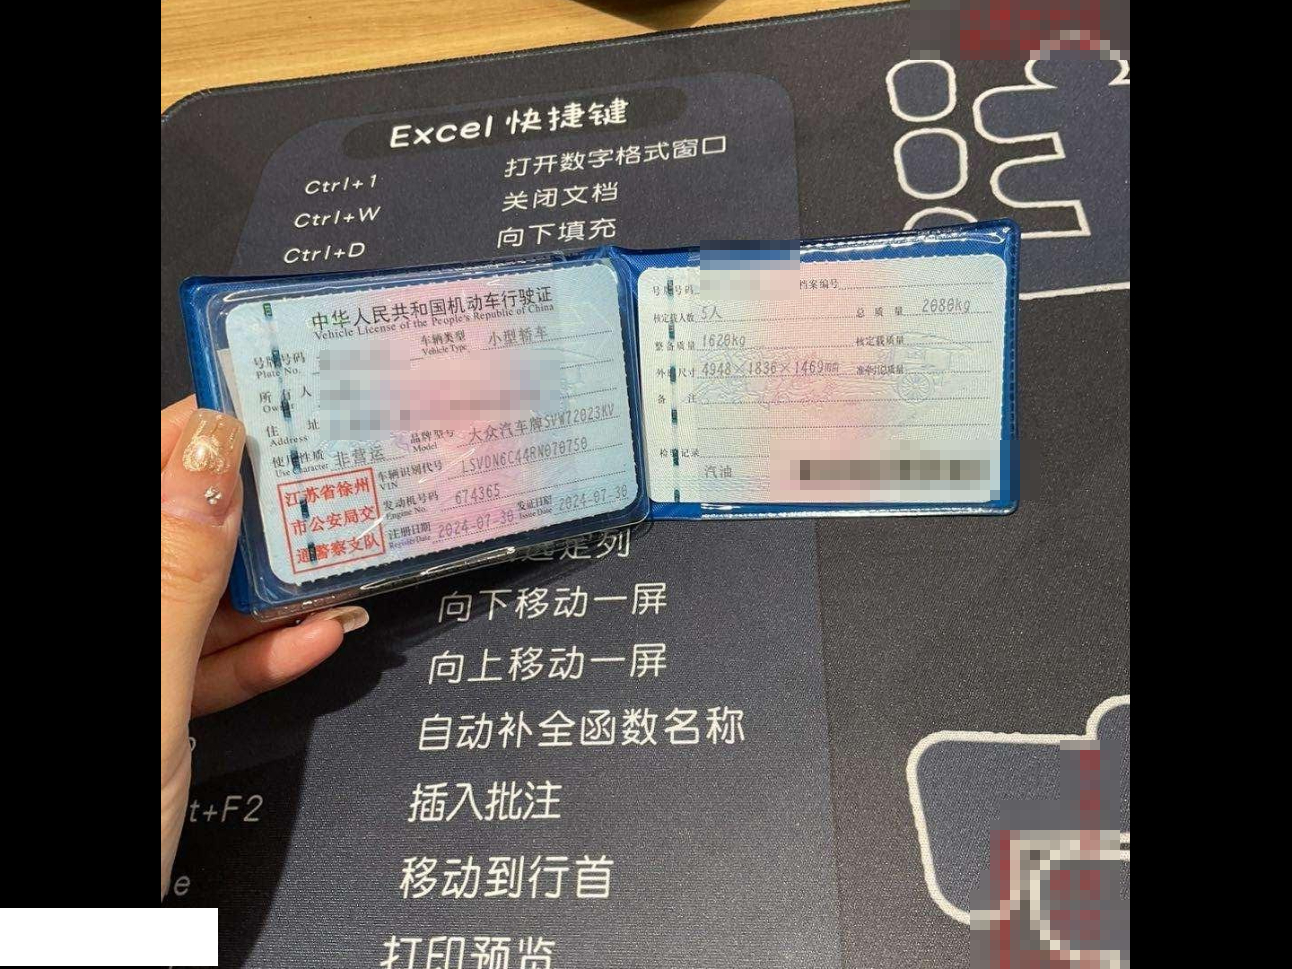 Excel 快捷键
Ctrl+1 打开数字格式窗口
Ctrl+W 关闭文档
Ctrl+D 向下填充
中华人民共和国机动车行驶证
Vehicle License of the People's Republic of China
号牌号码
Plate No.
车辆类型 小型轿车
Vehicle Type
所有人
Owner
住 址
Address
使用性质 非营运
Use Character
品牌型号 大众汽车牌SVW72023KV
Model
车辆识别代号 LSVDN6C44RN070750
VIN
发动机号码 674365
Engine No.
注册日期 2024-07-30
Register Date
发证日期 2024-07-30
Issue Date
江苏省徐州
市公安局交
通警察支队
号牌号码 档案编号
核定载人数 5人 总 质 量 2080kg
整备质量 1620kg 核定载质量
外廓尺寸 4948×1836×1469mm 准牵引总质量
备 注
检验记录
汽油
选定列
向下移动一屏
向上移动一屏
自动补全函数名称
t+F2 插入批注
e 移动到行首
打印预览